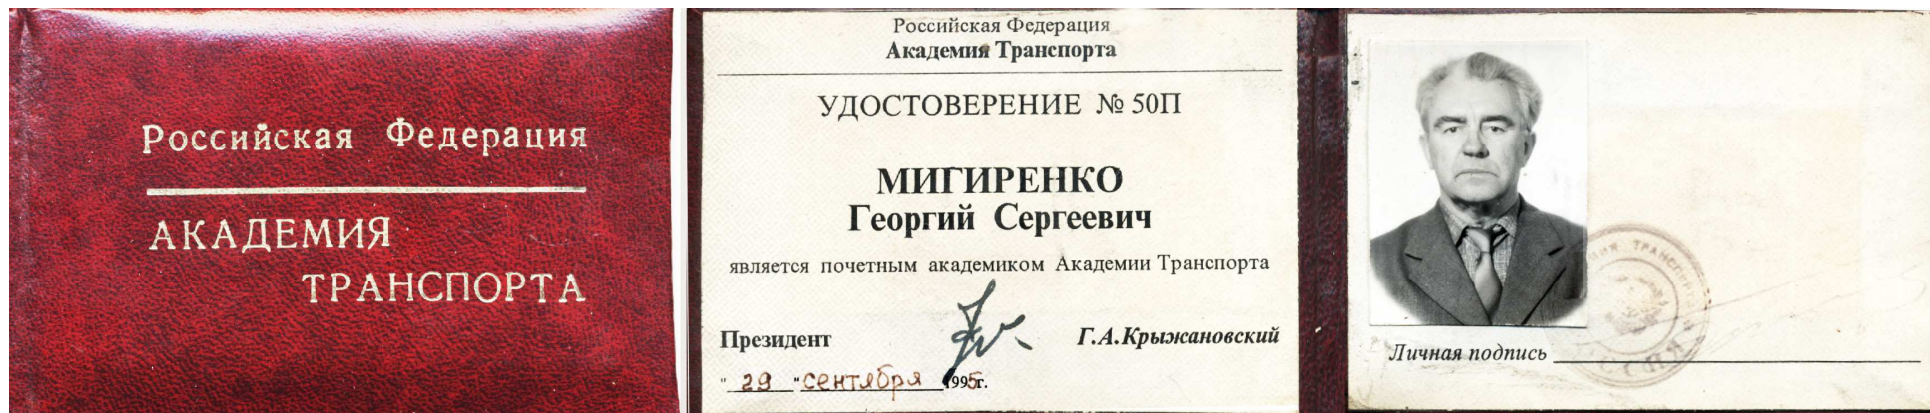 Российская Федерация
АКАДЕМИЯ
ТРАНСПОРТА
Российская Федерация
Академия Транспорта
УДОСТОВЕРЕНИЕ № 50П
МИГИРЕНКО
Георгий Сергеевич
является почетным академиком Академии Транспорта
Президент Г.А.Крыжановский
"29" сентября 1995г.
Личная подпись
ТРАНСПОРТА